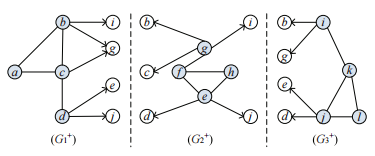 b i b i b i
g g g
a c c f h k
e e e
d j d j d j l
(G₁⁺) (G₂⁺) (G₃⁺)